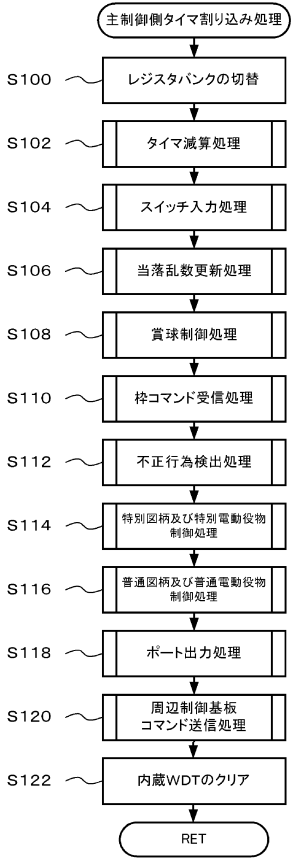 主制御側タイマ割り込み処理
S100
レジスタバンクの切替
S102
タイマ減算処理
S104
スイッチ入力処理
S106
当落乱数更新処理
S108
賞球制御処理
S110
枠コマンド受信処理
S112
不正行為検出処理
S114
特別図柄及び特別電動役物
制御処理
S116
普通図柄及び普通電動役物
制御処理
S118
ポート出力処理
S120
周辺制御基板
コマンド送信処理
S122
内蔵WDTのクリア
RET